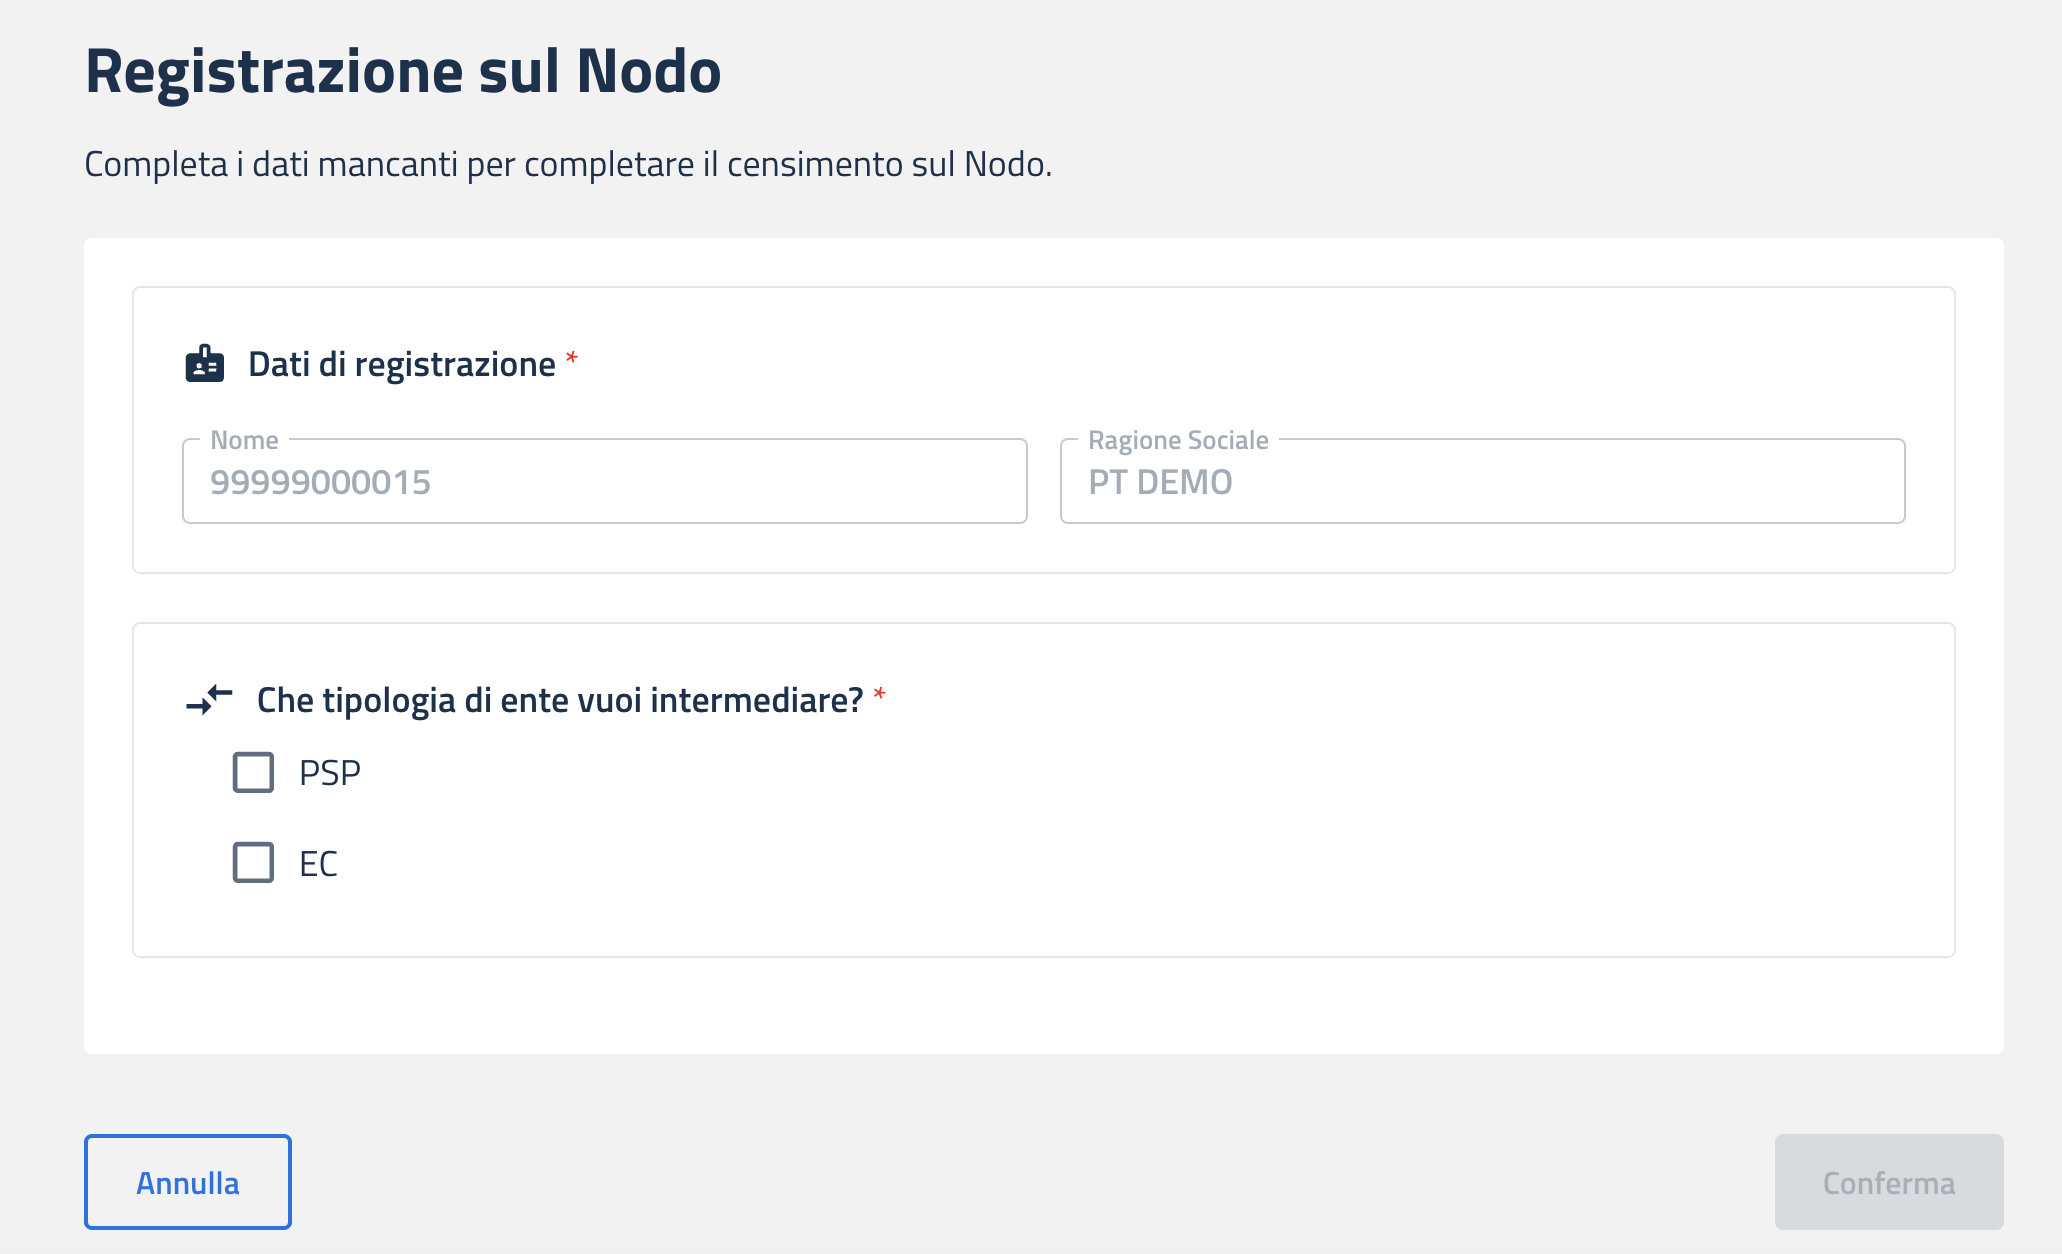 Registrazione sul Nodo
Completa i dati mancanti per completare il censimento sul Nodo.
Dati di registrazione *
Nome
99999000015
Ragione Sociale
PT DEMO
Che tipologia di ente vuoi intermediare? *
PSP
EC
Annulla
Conferma